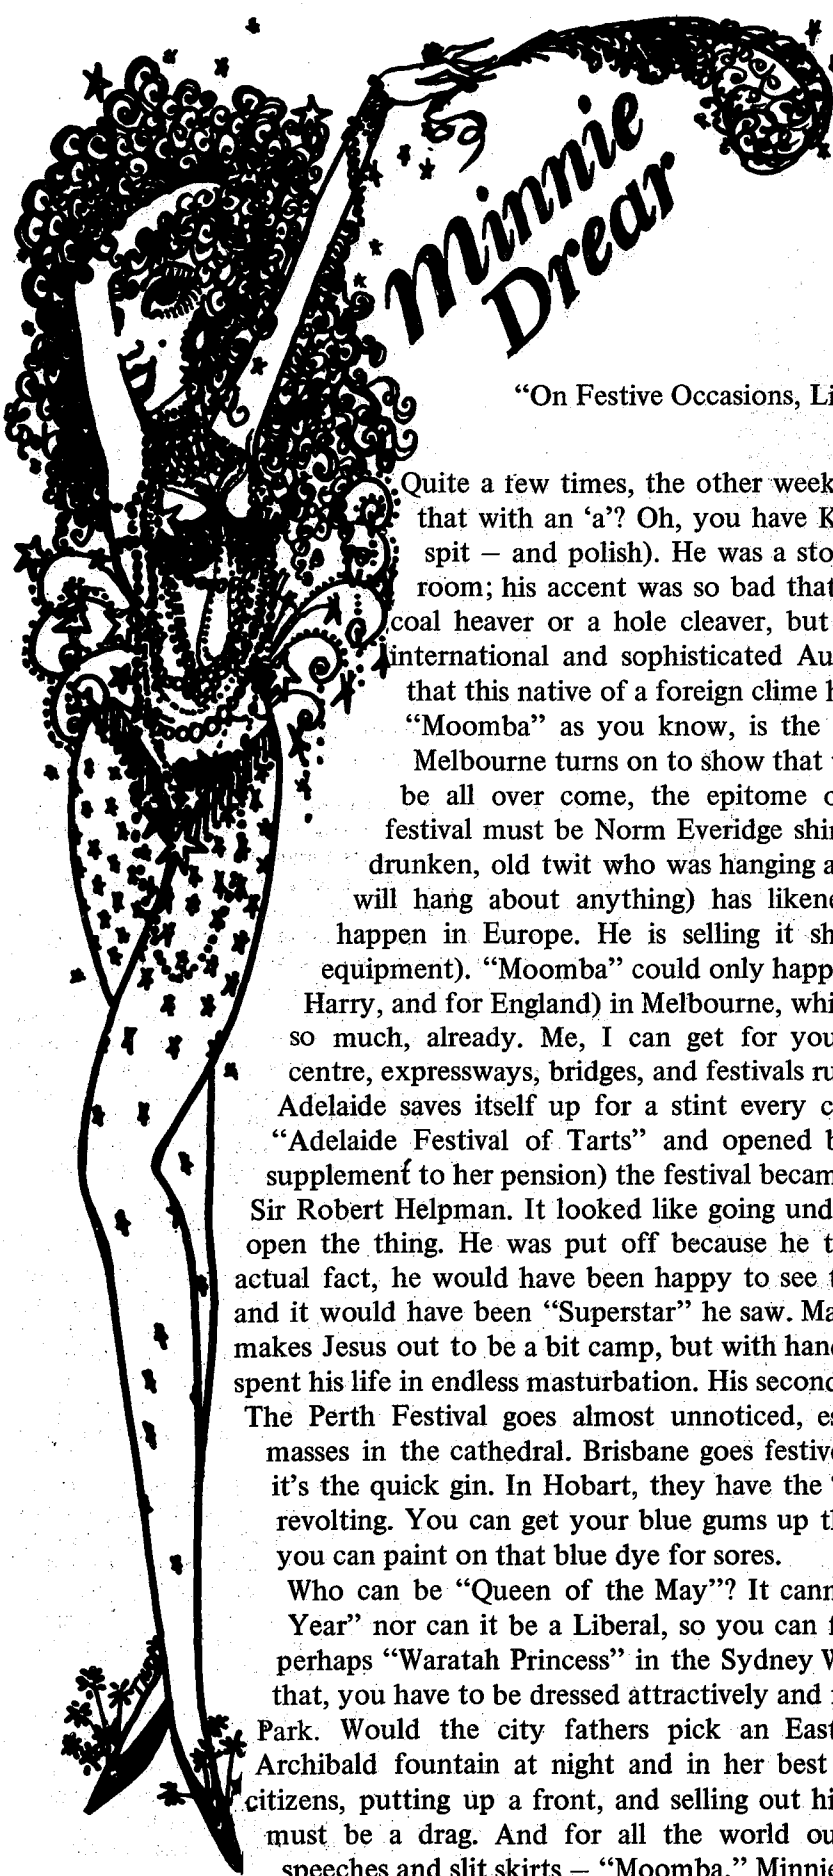 Minnie
Drear
“On Festive Occasions, Li
Quite a few times, the other week
that with an ‘a’? Oh, you have K
spit — and polish). He was a sto
room; his accent was so bad that
coal heaver or a hole cleaver, but
international and sophisticated Au
that this native of a foreign clime h
“Moomba” as you know, is the
Melbourne turns on to show that
be all over come, the epitome o
festival must be Norm Everidge shin
drunken, old twit who was hanging a
will hang about anything) has likene
happen in Europe. He is selling it sh
equipment). “Moomba” could only happ
Harry, and for England) in Melbourne, whi
so much, already. Me, I can get for you
centre, expressways, bridges, and festivals ru
Adelaide saves itself up for a stint every c
“Adelaide Festival of Tarts” and opened b
supplement to her pension) the festival becam
Sir Robert Helpman. It looked like going und
open the thing. He was put off because he t
actual fact, he would have been happy to see t
and it would have been “Superstar” he saw. Ma
makes Jesus out to be a bit camp, but with hand
spent his life in endless masturbation. His second
The Perth Festival goes almost unnoticed, es
masses in the cathedral. Brisbane goes festive
it’s the quick gin. In Hobart, they have the
revolting. You can get your blue gums up th
you can paint on that blue dye for sores.
Who can be “Queen of the May”? It cann
Year” nor can it be a Liberal, so you can f
perhaps “Waratah Princess” in the Sydney W
that, you have to be dressed attractively and
Park. Would the city fathers pick an East
Archibald fountain at night and in her best
citizens, putting up a front, and selling out hi
must be a drag. And for all the world ou
speeches and slit skirts — “Moomba.” Minnie